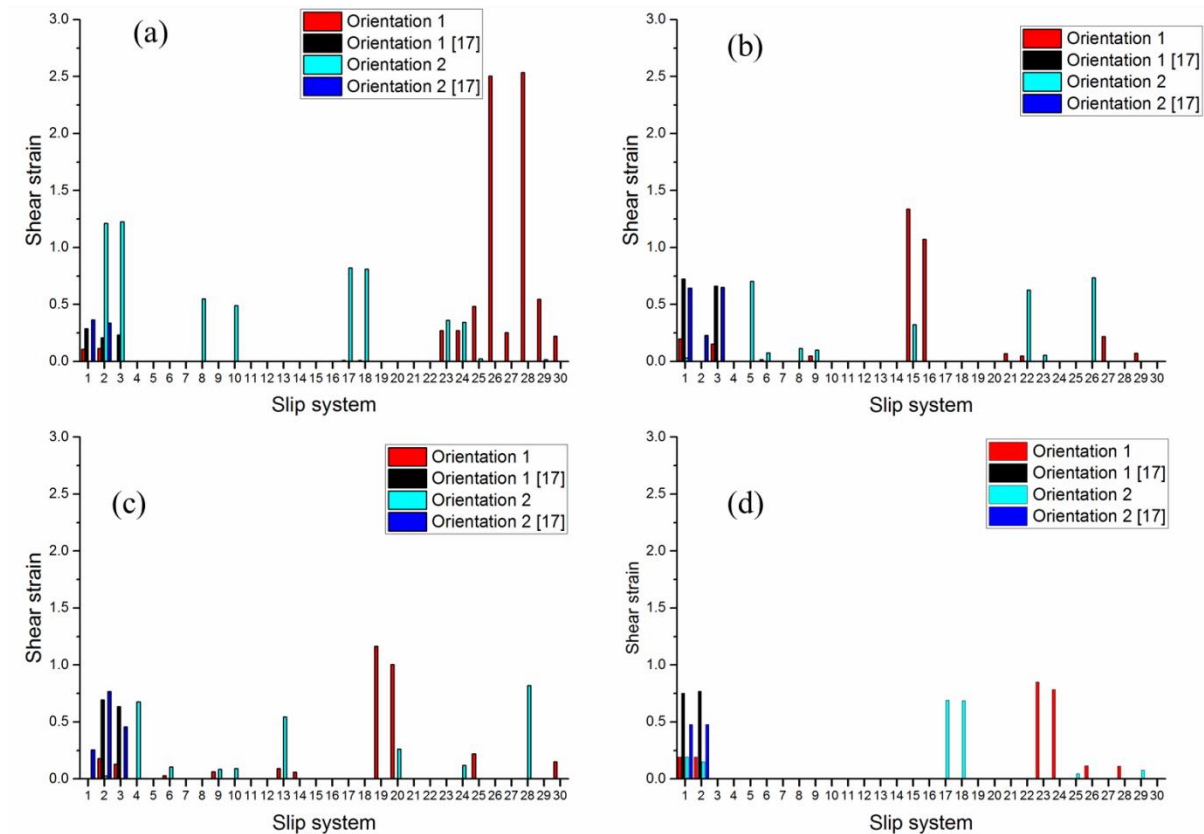 (a)
Orientation 1
Orientation 1 [17]
Orientation 2
Orientation 2 [17]
3.0
2.5
2.0
1.5
1.0
0.5
0.0
Shear strain
1 2 3 4 5 6 7 8 9 10 11 12 13 14 15 16 17 18 19 20 21 22 23 24 25 26 27 28 29 30
Slip system
(b)
Orientation 1
Orientation 1 [17]
Orientation 2
Orientation 2 [17]
3.0
2.5
2.0
1.5
1.0
0.5
0.0
Shear strain
1 2 3 4 5 6 7 8 9 10 11 12 13 14 15 16 17 18 19 20 21 22 23 24 25 26 27 28 29 30
Slip system
(c)
Orientation 1
Orientation 1 [17]
Orientation 2
Orientation 2 [17]
3.0
2.5
2.0
1.5
1.0
0.5
0.0
Shear strain
1 2 3 4 5 6 7 8 9 10 11 12 13 14 15 16 17 18 19 20 21 22 23 24 25 26 27 28 29 30
Slip system
(d)
Orientation 1
Orientation 1 [17]
Orientation 2
Orientation 2 [17]
3.0
2.5
2.0
1.5
1.0
0.5
0.0
Shear strain
1 2 3 4 5 6 7 8 9 10 11 12 13 14 15 16 17 18 19 20 21 22 23 24 25 26 27 28 29 30
Slip system